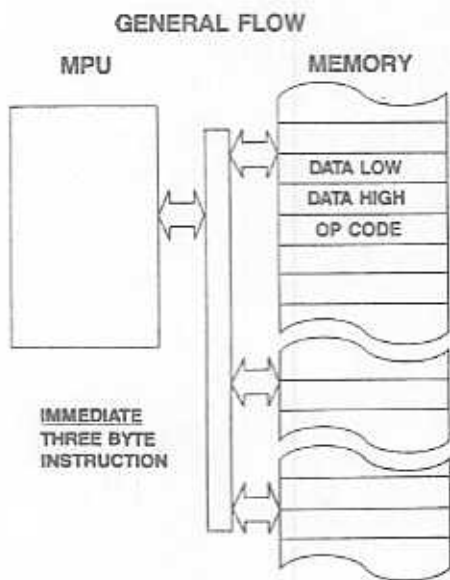 GENERAL FLOW
MPU
MEMORY
DATA LOW
DATA HIGH
OP CODE
IMMEDIATE
THREE BYTE
INSTRUCTION